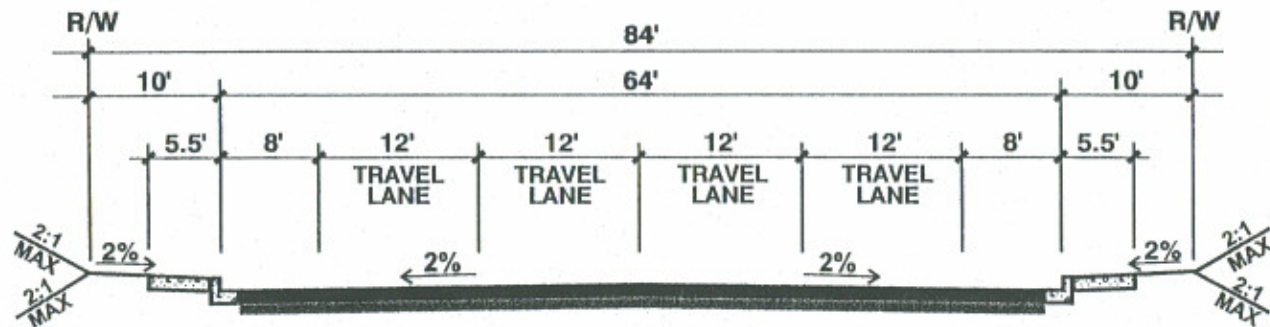 R/W R/W
84'
10' 64' 10'
5.5' 8' 12' 12' 12' 12' 8' 5.5'
TRAVEL TRAVEL TRAVEL TRAVEL
LANE LANE LANE LANE
2:1 MAX 2% 2% 2% 2% 2:1 MAX
2:1 MAX 2:1 MAX